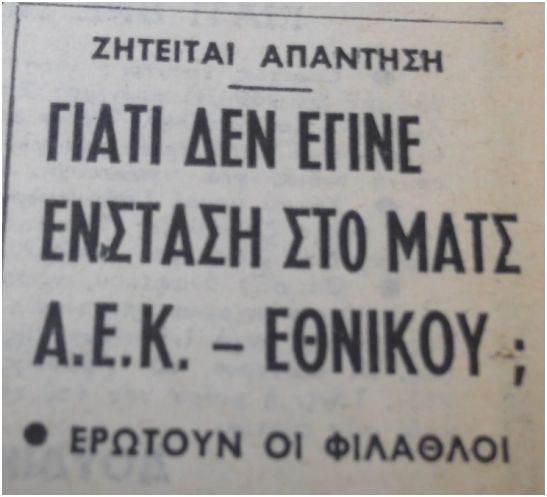 ΖΗΤΕΙΤΑΙ ΑΠΑΝΤΗΣΗ
ΓΙΑΤΙ ΔΕΝ ΕΓΙΝΕ
ΕΝΣΤΑΣΗ ΣΤΟ ΜΑΤΣ
Α.Ε.Κ. – ΕΘΝΙΚΟΥ ;
● ΕΡΩΤΟΥΝ ΟΙ ΦΙΛΑΘΛΟΙ